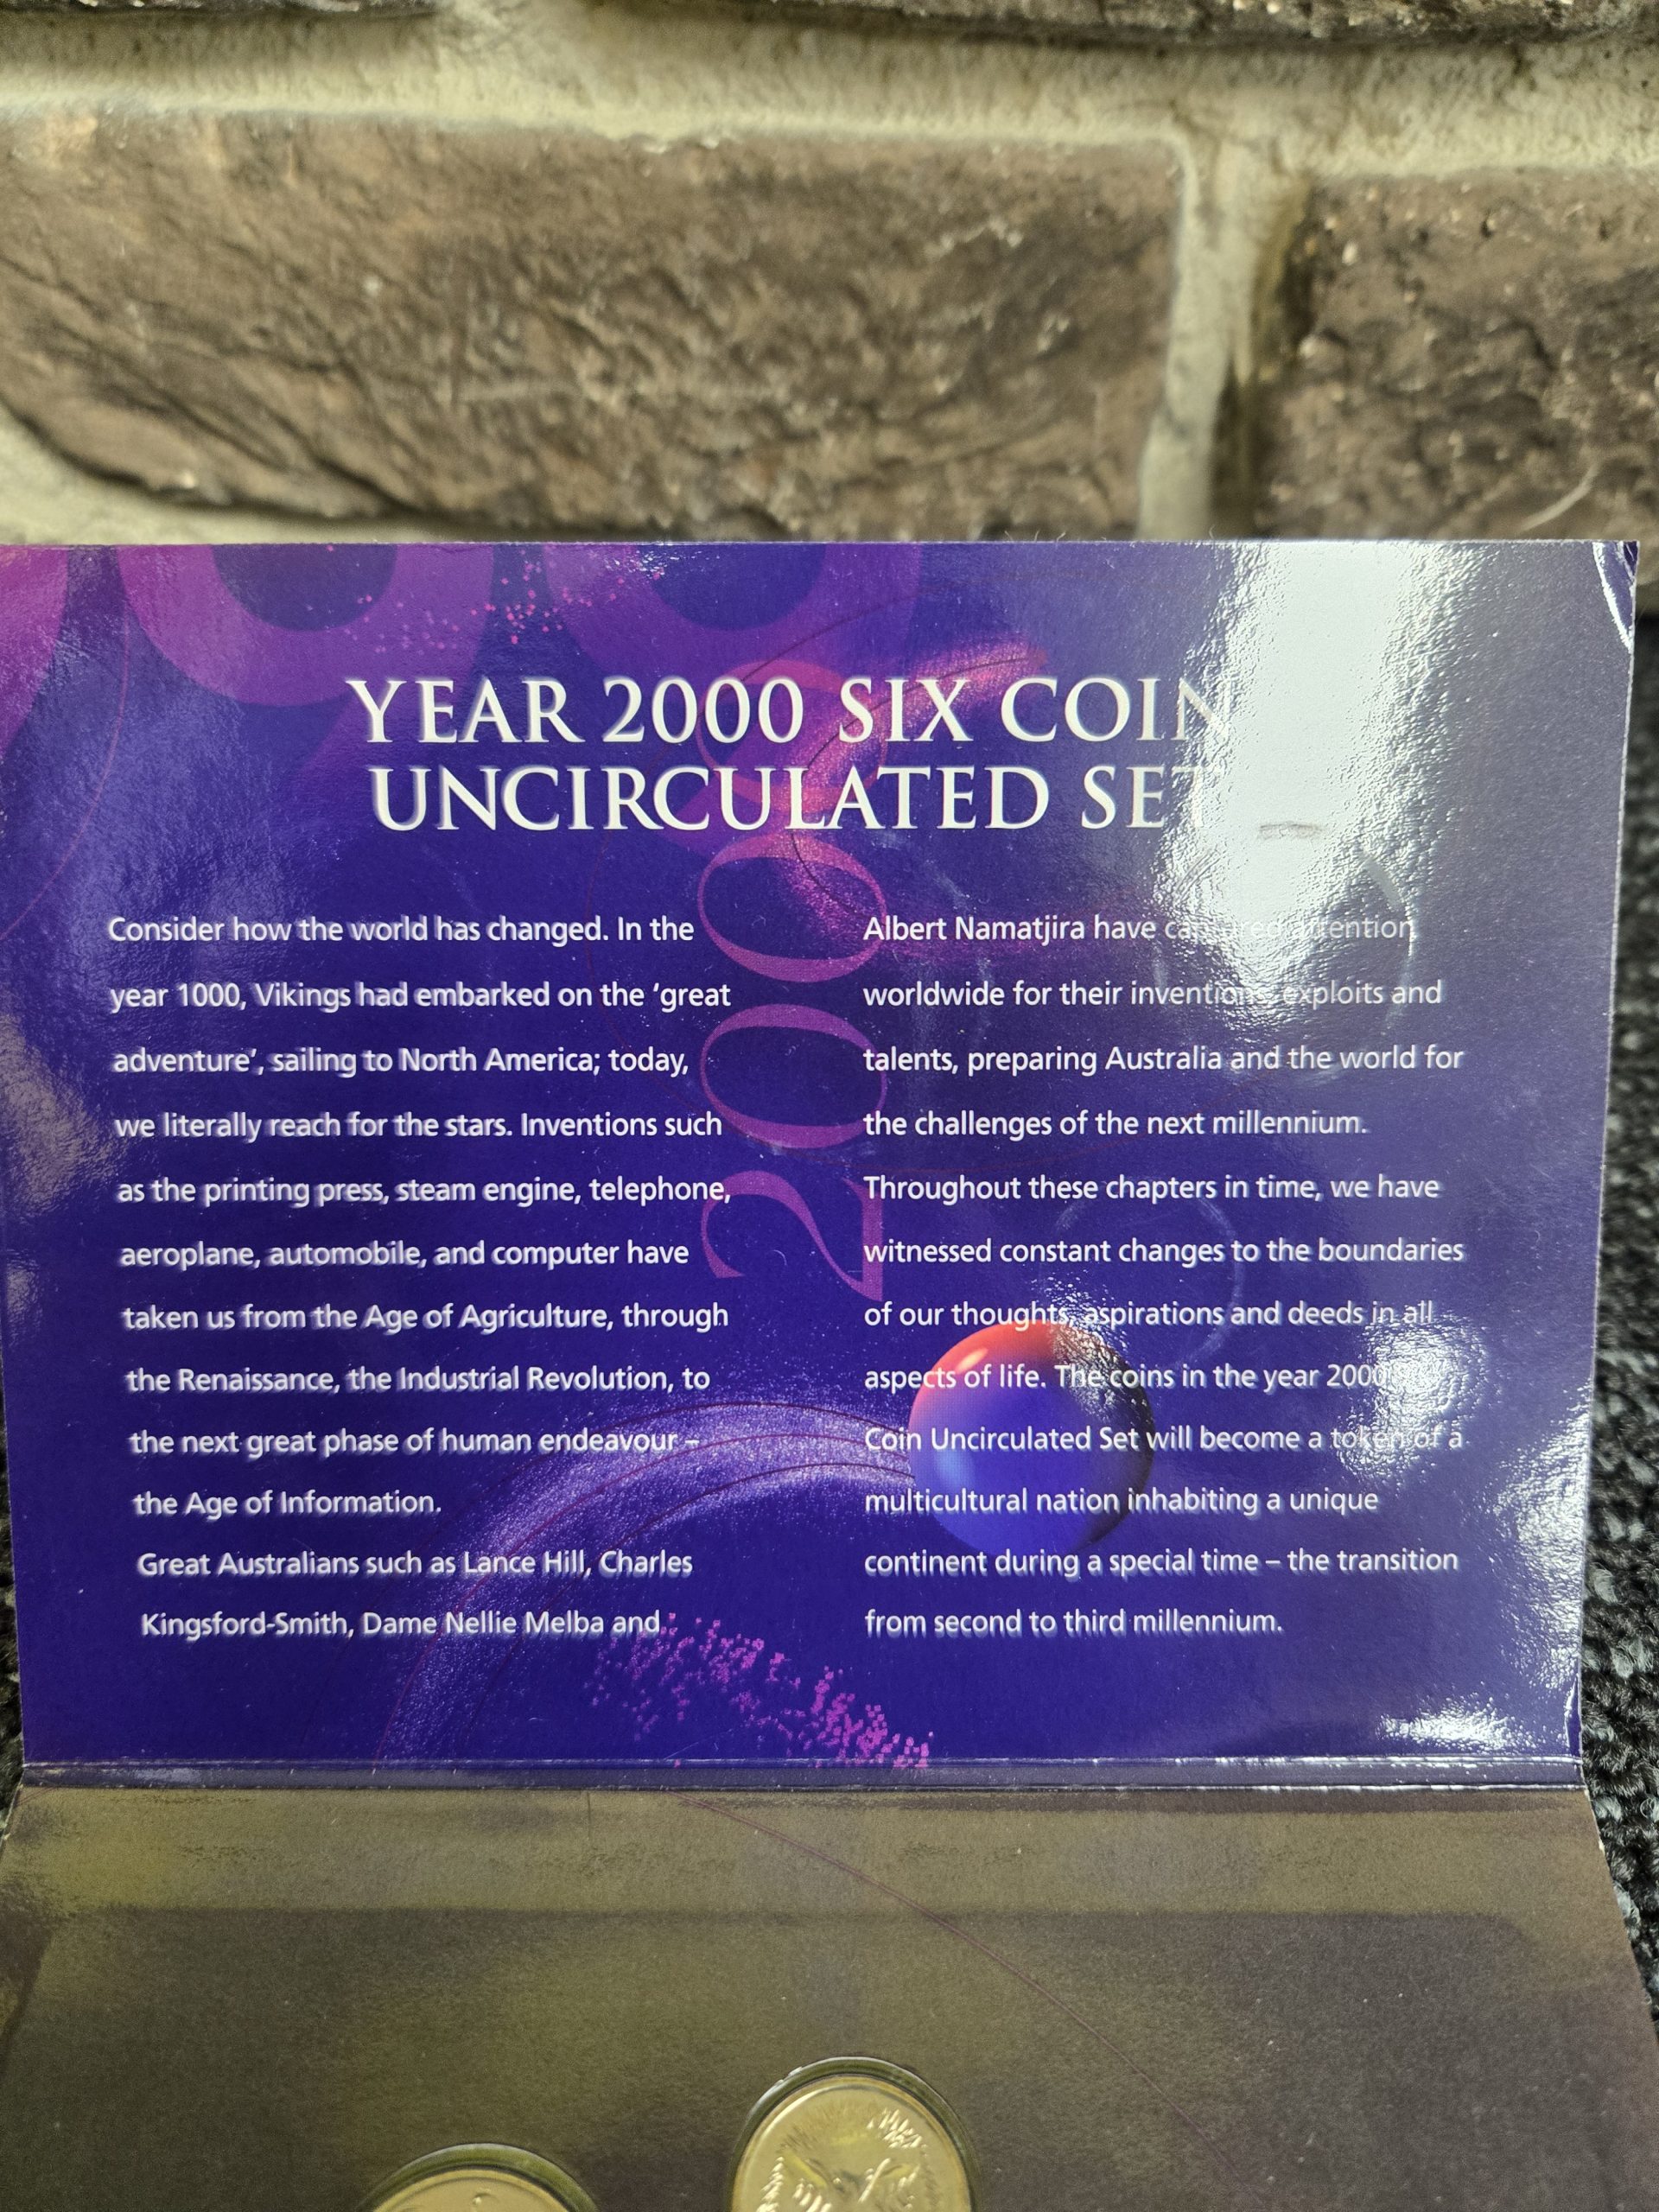 YEAR 2000 SIX COIN
UNCIRCULATED SET
2000
Consider how the world has changed. In the
year 1000, Vikings had embarked on the ‘great
adventure’, sailing to North America; today,
we literally reach for the stars. Inventions such
as the printing press, steam engine, telephone,
aeroplane, automobile, and computer have
taken us from the Age of Agriculture, through
the Renaissance, the Industrial Revolution, to
the next great phase of human endeavour –
the Age of Information.
Great Australians such as Lance Hill, Charles
Kingsford-Smith, Dame Nellie Melba and
Albert Namatjira have captured attention
worldwide for their inventions, exploits and
talents, preparing Australia and the world for
the challenges of the next millennium.
Throughout these chapters in time, we have
witnessed constant changes to the boundaries
of our thoughts, aspirations and deeds in all
aspects of life. The coins in the year 2000
Coin Uncirculated Set will become a token of a
multicultural nation inhabiting a unique
continent during a special time – the transition
from second to third millennium.